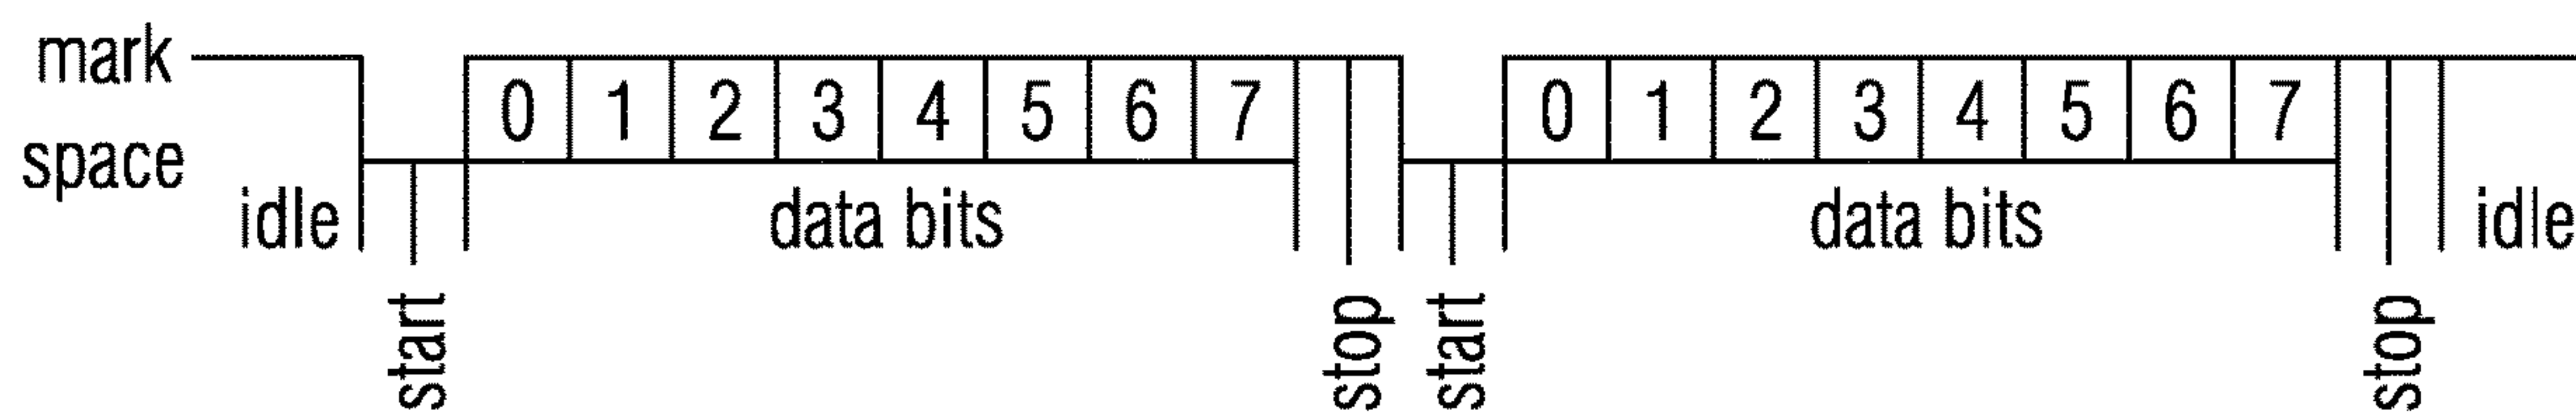 mark
0 1 2 3 4 5 6 7 0 1 2 3 4 5 6 7
space
idle data bits data bits idle
start stop start stop